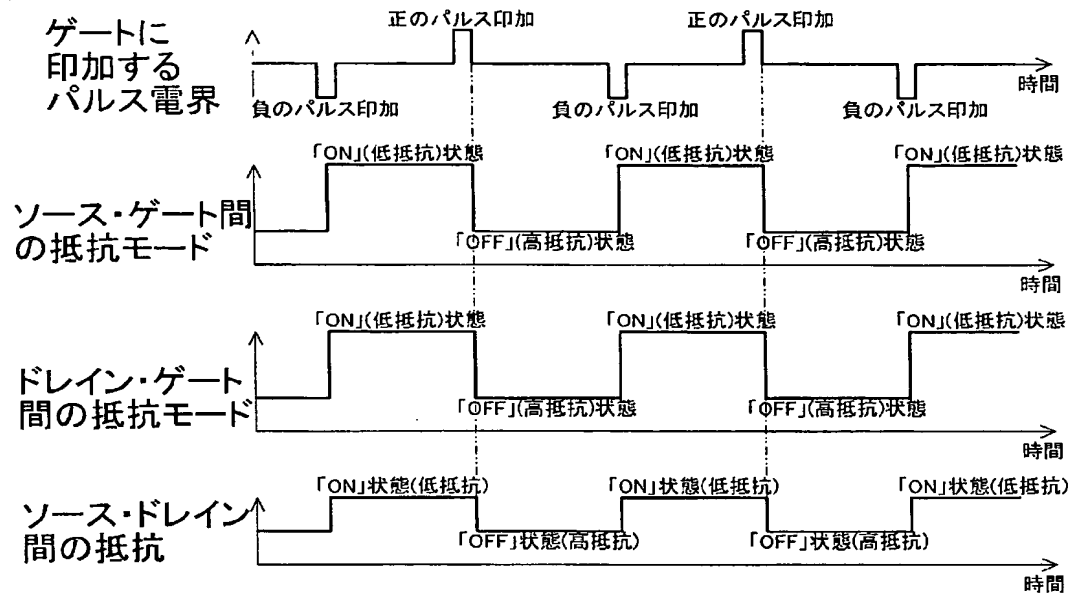 ゲートに
印加する
パルス電界
正のパルス印加
正のパルス印加
負のパルス印加
負のパルス印加
負のパルス印加
時間
ソース・ゲート間
の抵抗モード
「ON」(低抵抗)状態
「ON」(低抵抗)状態
「ON」(低抵抗)状態
「OFF」(高抵抗)状態
「OFF」(高抵抗)状態
時間
ドレイン・ゲート
間の抵抗モード
「ON」(低抵抗)状態
「ON」(低抵抗)状態
「ON」(低抵抗)状態
「OFF」(高抵抗)状態
「OFF」(高抵抗)状態
時間
ソース・ドレイン
間の抵抗
「ON」状態(低抵抗)
「ON」状態(低抵抗)
「ON」状態(低抵抗)
「OFF」状態(高抵抗)
「OFF」状態(高抵抗)
時間